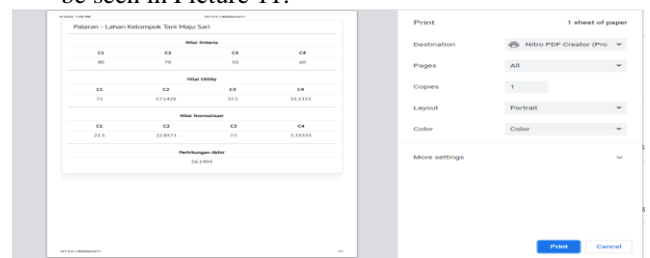 be seen in Picture 11.
Palaran - Lahan Kelompok Tani Maju Sari
Nilai Kriteria
C1 C2 C3 C4
80 70 50 60
Nilai Utility
C1 C2 C3 C4
75 57.1429 37.5 33.3333
Nilai Normalisasi
C1 C2 C3 C4
22.5 22.8571 7.5 3.33333
Perhitungan Akhir
56.1904
Print 1 sheet of paper
Destination Nitro PDF Creator (Pro
Pages All
Copies 1
Layout Portrait
Color Color
More settings
Print Cancel